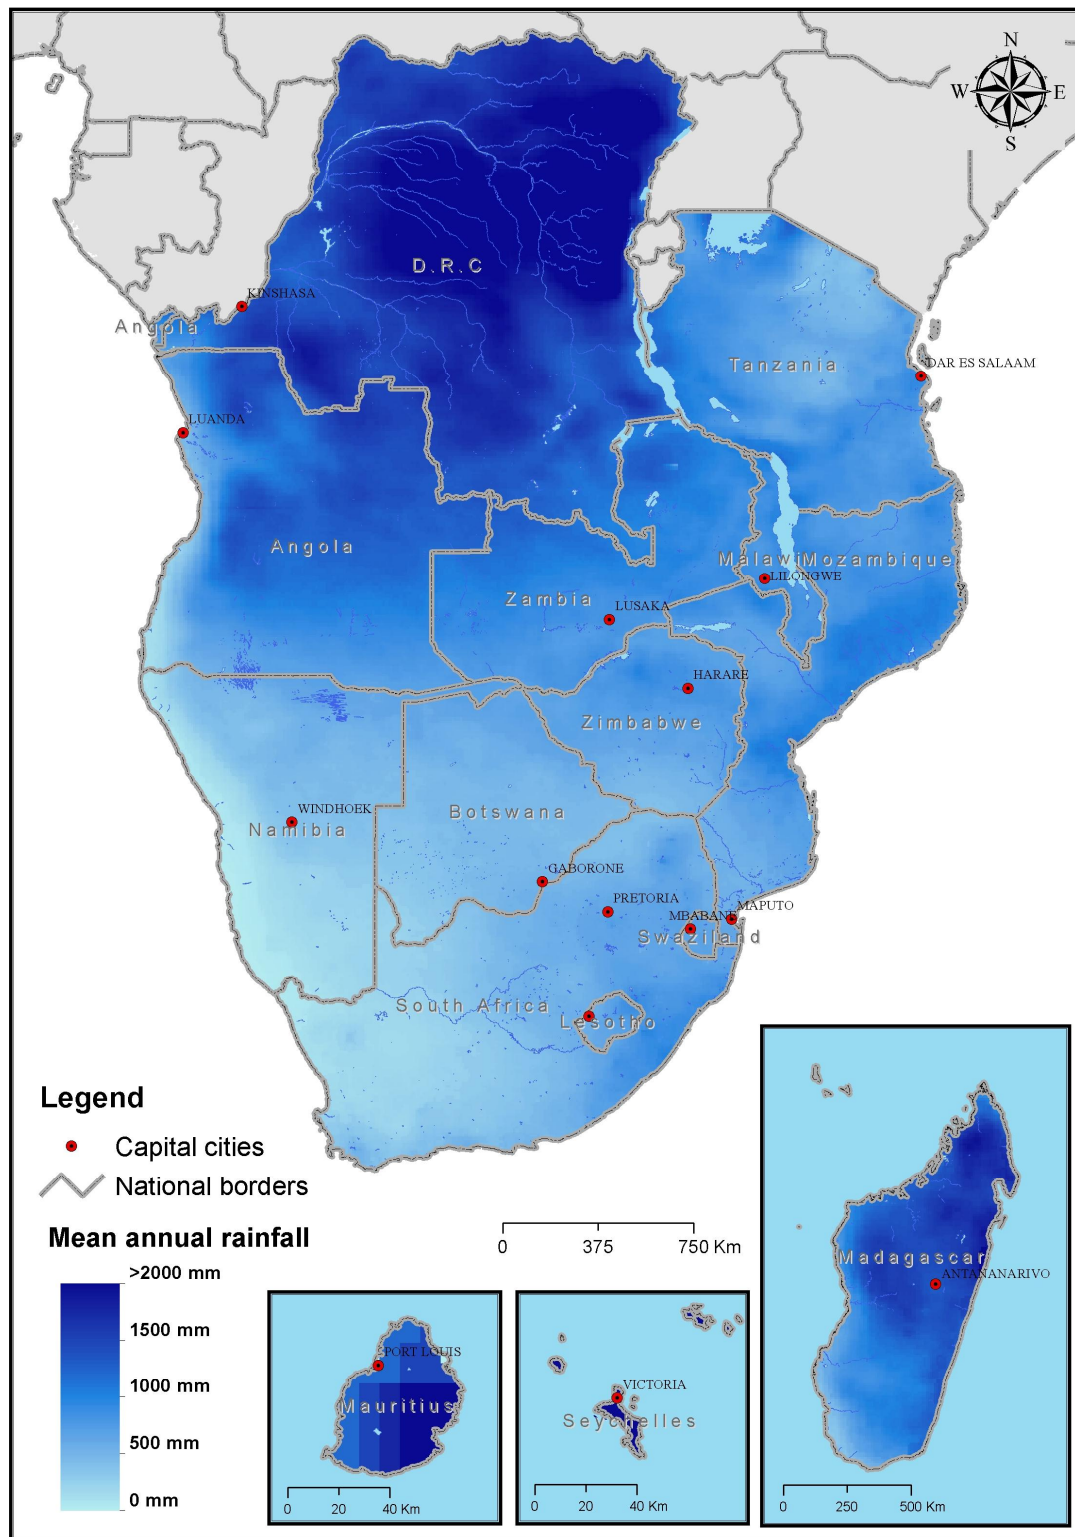 N
W E
S
D.R.C
KINSHASA
Angola
Tanzania
DAR ES SALAAM
LUANDA
Angola
Malawi
Mozambique
LILONGWE
Zambia
LUSAKA
HARARE
Zimbabwe
WINDHOEK
Namibia
Botswana
GABORONE
PRETORIA
MBABANE
MAPUTO
Swaziland
South Africa
Lesotho
Legend
Capital cities
National borders
Mean annual rainfall
>2000 mm
1500 mm
1000 mm
500 mm
0 mm
0 375 750 Km
PORT LOUIS
Mauritius
0 20 40 Km
VICTORIA
Seychelles
0 20 40 Km
Madagascar
ANTANANARIVO
0 250 500 Km